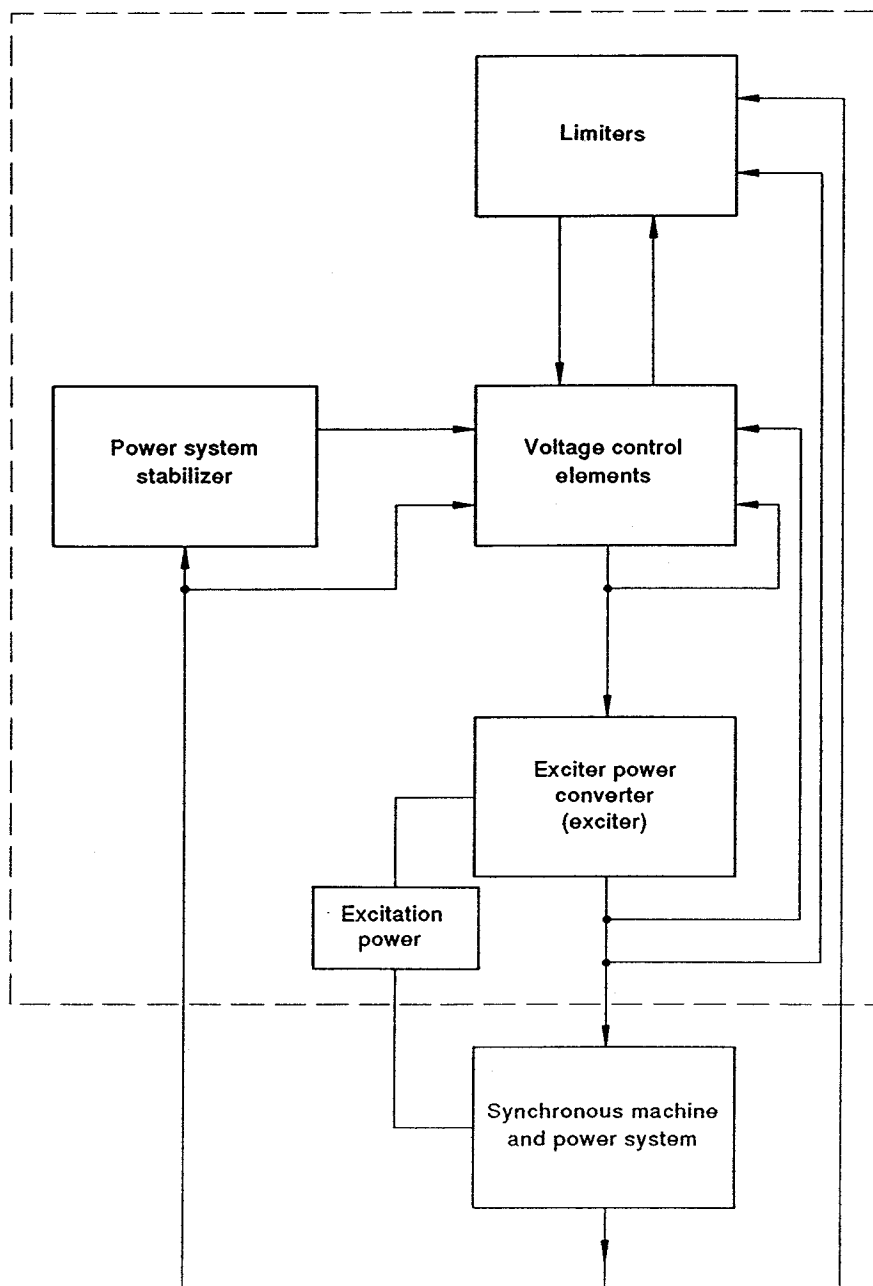 Limiters
Power system
stabilizer
Voltage control
elements
Exciter power
converter
(exciter)
Excitation
power
Synchronous machine
and power system